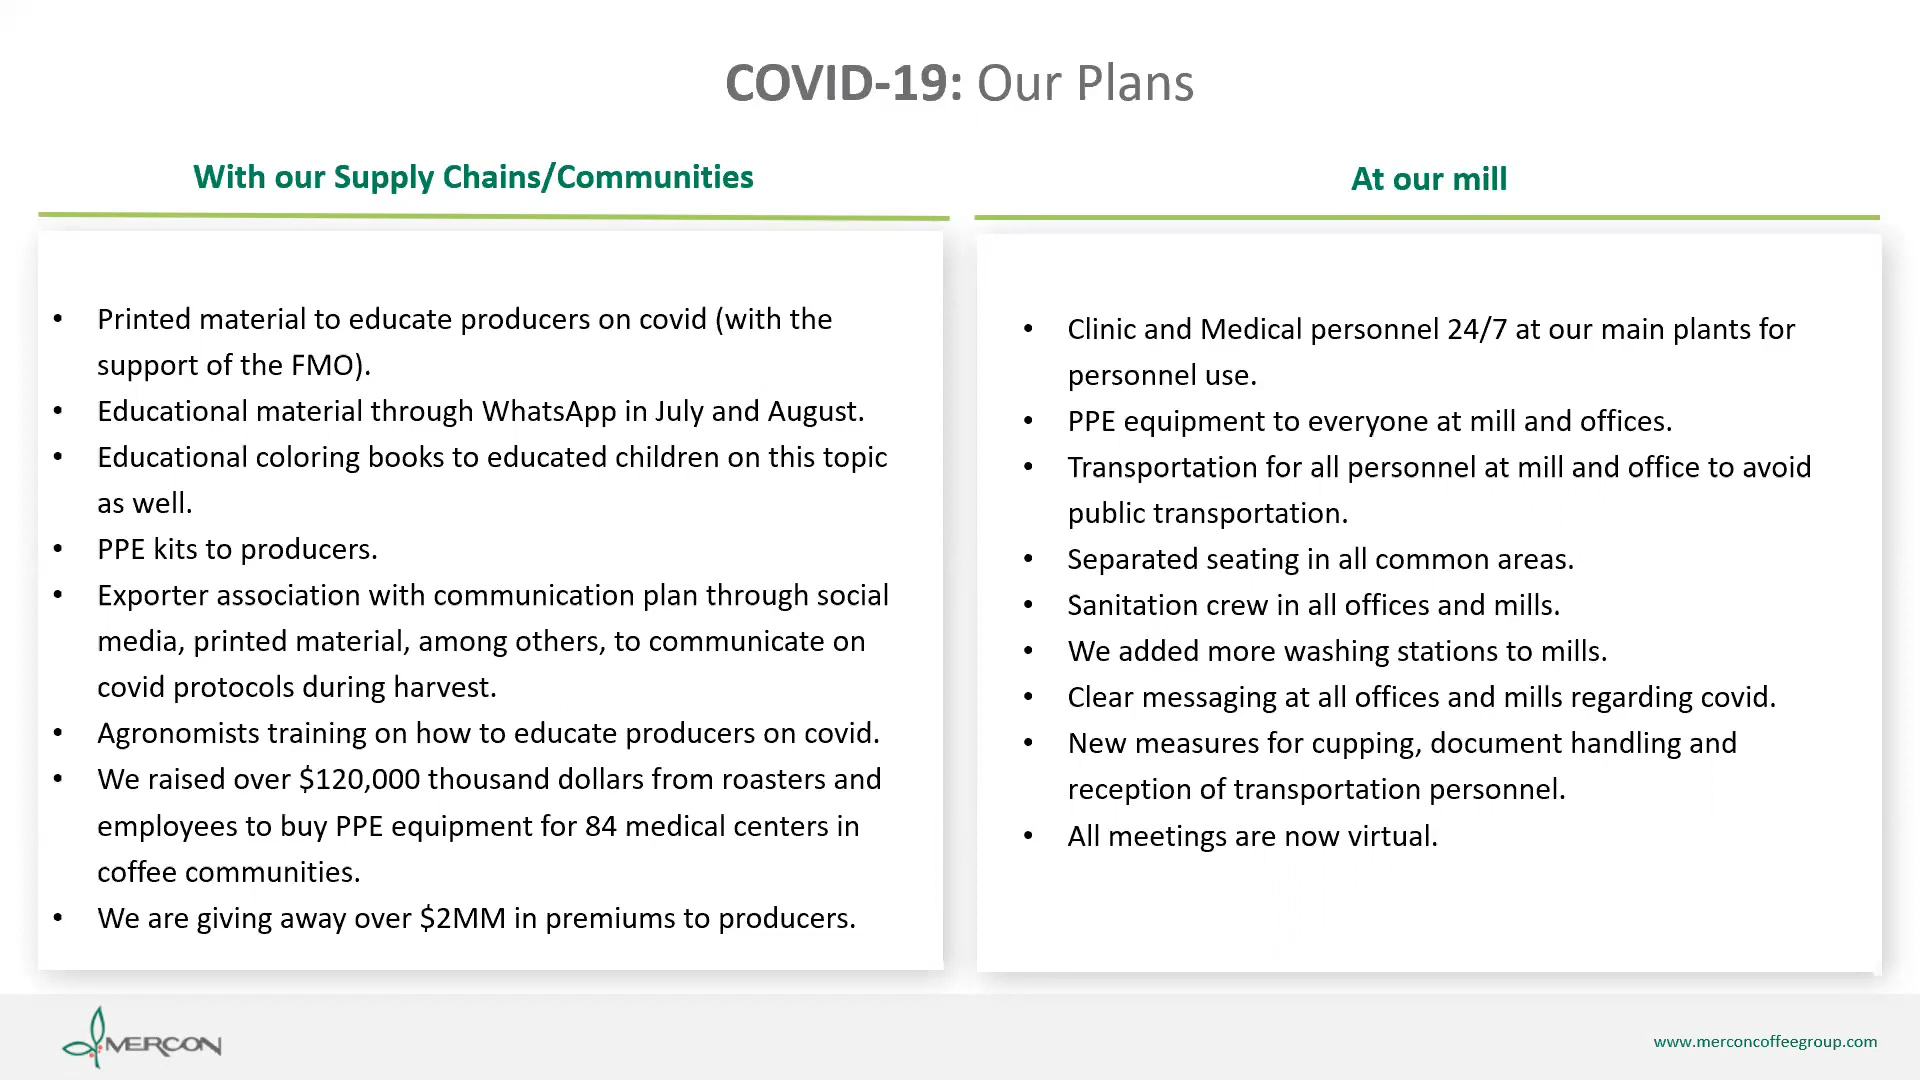 COVID-19: Our Plans
With our Supply Chains/Communities
• Printed material to educate producers on covid (with the
support of the FMO).
• Educational material through WhatsApp in July and August.
• Educational coloring books to educated children on this topic
as well.
• PPE kits to producers.
• Exporter association with communication plan through social
media, printed material, among others, to communicate on
covid protocols during harvest.
• Agronomists training on how to educate producers on covid.
• We raised over $120,000 thousand dollars from roasters and
employees to buy PPE equipment for 84 medical centers in
coffee communities.
• We are giving away over $2MM in premiums to producers.
At our mill
• Clinic and Medical personnel 24/7 at our main plants for
personnel use.
• PPE equipment to everyone at mill and offices.
• Transportation for all personnel at mill and office to avoid
public transportation.
• Separated seating in all common areas.
• Sanitation crew in all offices and mills.
• We added more washing stations to mills.
• Clear messaging at all offices and mills regarding covid.
• New measures for cupping, document handling and
reception of transportation personnel.
• All meetings are now virtual.
MERCON
www.merconcoffeegroup.com